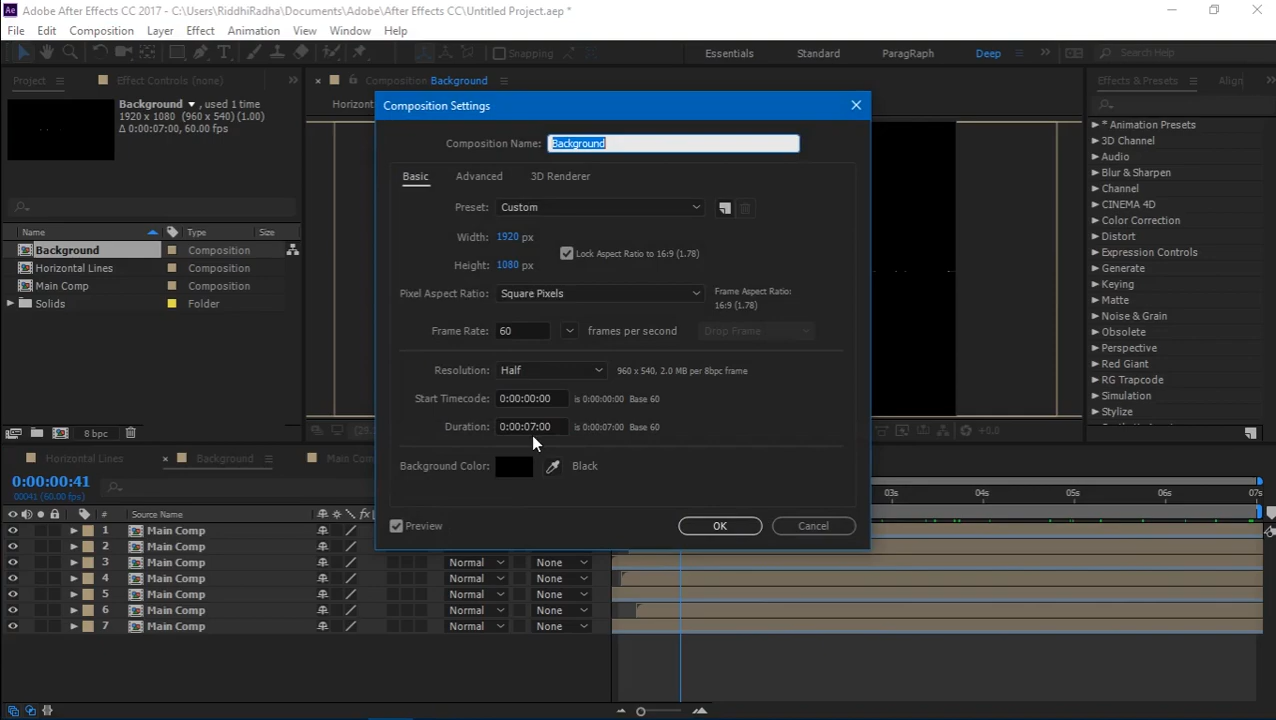 Adobe After Effects CC 2017 - C:\Users\RiddhiRadha\Documents\Adobe\After Effects CC\Untitled Project.aep *
File Edit Composition Layer Effect Animation View Window Help
Snapping Essentials Standard ParagRaph Deep Search Help
Project Effect Controls (none) Composition Background Effects & Presets Align
Background , used 1 time
1920 x 1080 (960 x 540) (1.00)
Δ 0:00:07:00, 60.00 fps
Name Type Size
Background Composition
Horizontal Lines Composition
Main Comp Composition
Solids Folder
8 bpc
Composition Settings
Composition Name: Background
Basic Advanced 3D Renderer
Preset: Custom
Width: 1920 px
Lock Aspect Ratio to 16:9 (1.78)
Height: 1080 px
Pixel Aspect Ratio: Square Pixels
Frame Aspect Ratio:
16:9 (1.78)
Frame Rate: 60 frames per second Drop Frame
Resolution: Half 960 x 540, 2.0 MB per 8bpc frame
Start Timecode: 0:00:00:00 is 0:00:00:00 Base 60
Duration: 0:00:07:00 is 0:00:07:00 Base 60
Background Color: Black
Preview OK Cancel
* Animation Presets
3D Channel
Audio
Blur & Sharpen
Channel
CINEMA 4D
Color Correction
Distort
Expression Controls
Generate
Keying
Matte
Noise & Grain
Obsolete
Perspective
Red Giant
RG Trapcode
Simulation
Stylize
+0.0
Horizontal Lines Background Main Com
0:00:00:41
00041 (60.00 fps)
03s 04s 05s 06s 07s
# Source Name
1 Main Comp
2 Main Comp
3 Main Comp Normal None
4 Main Comp Normal None
5 Main Comp Normal None
6 Main Comp Normal None
7 Main Comp Normal None